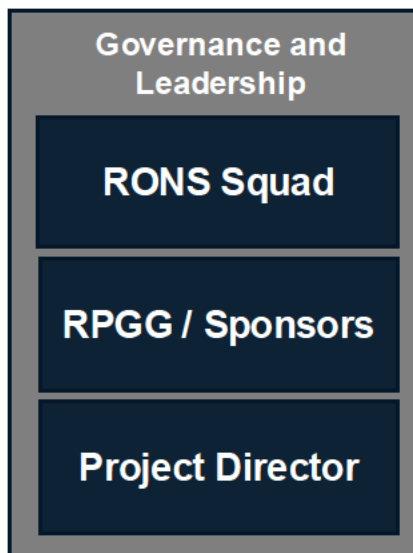 Governance and
Leadership
RONS Squad
RPGG / Sponsors
Project Director